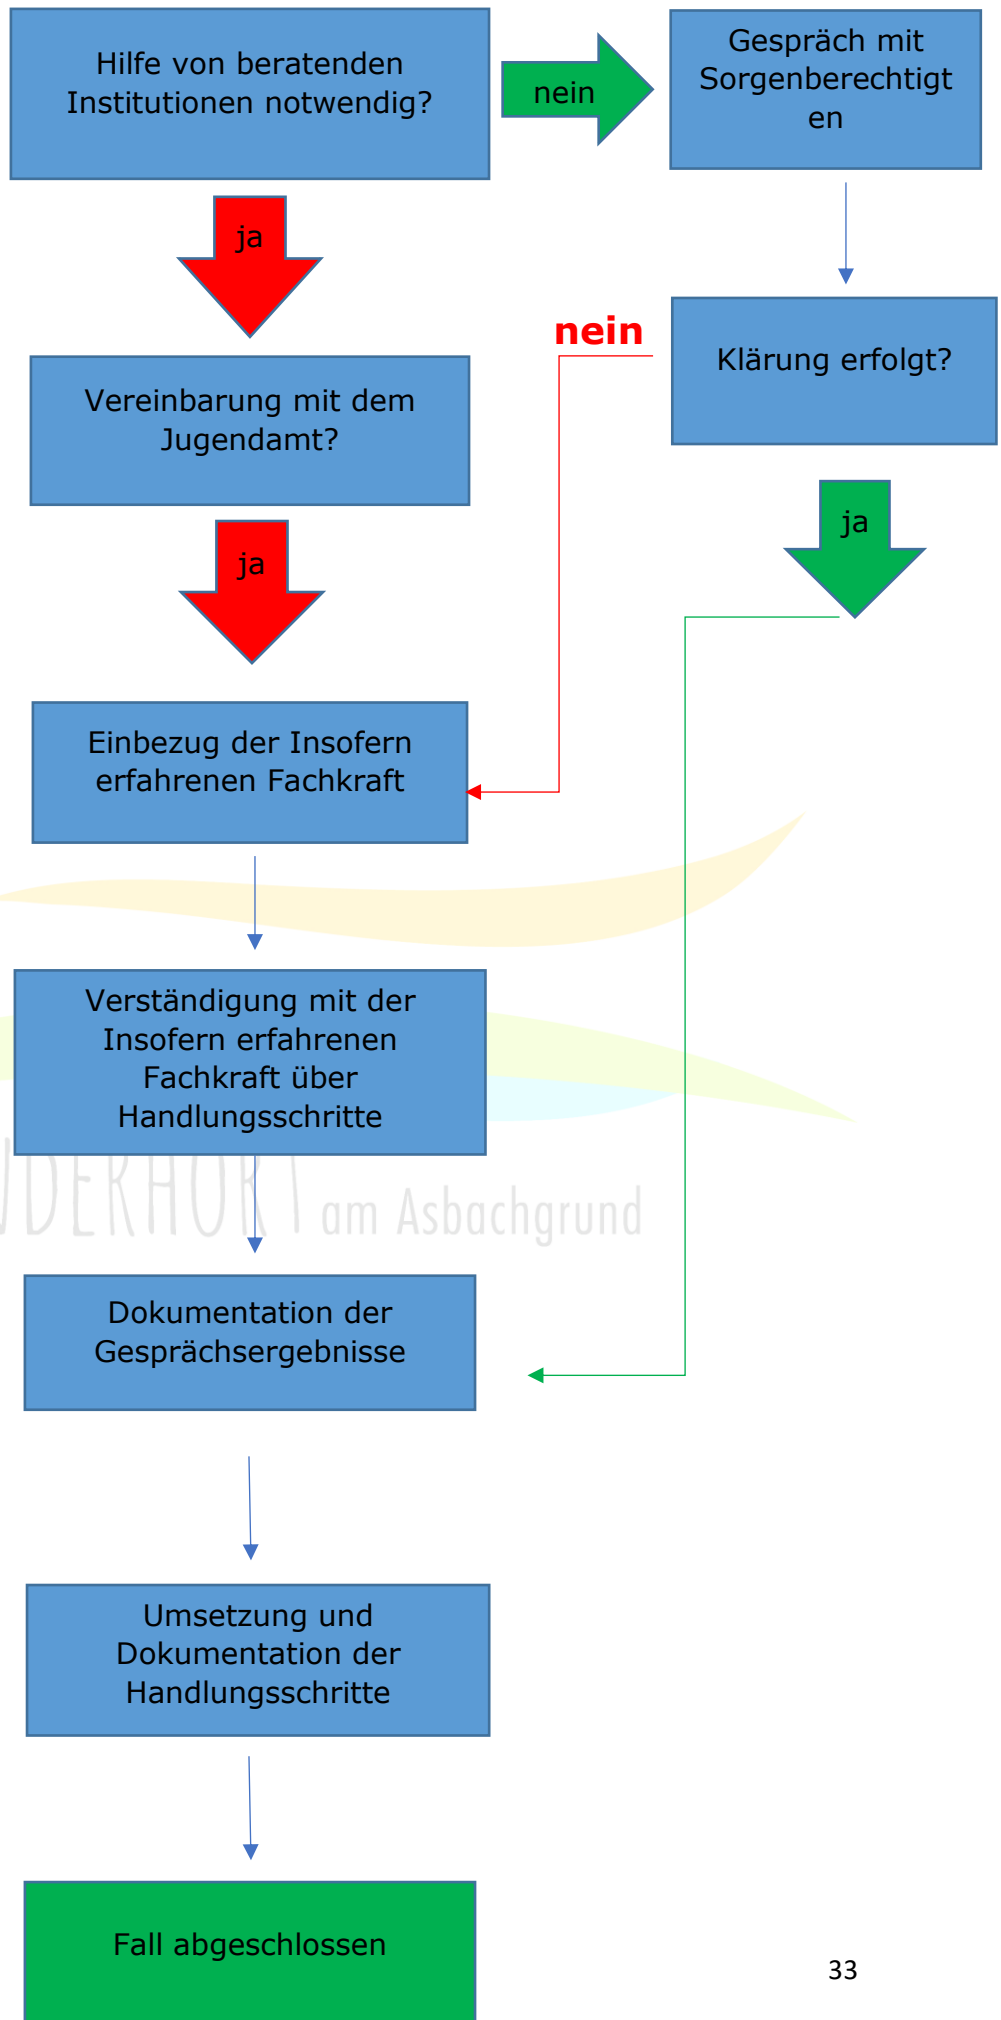 Hilfe von beratenden
Institutionen notwendig?
nein
Gespräch mit
Sorgenberechtigt
en
ja
nein
Klärung erfolgt?
Vereinbarung mit dem
Jugendamt?
ja
ja
Einbezug der Insofern
erfahrenen Fachkraft
Verständigung mit der
Insofern erfahrenen
Fachkraft über
Handlungsschritte
am Asbachgrund
Dokumentation der
Gesprächsergebnisse
Umsetzung und
Dokumentation der
Handlungsschritte
Fall abgeschlossen
33